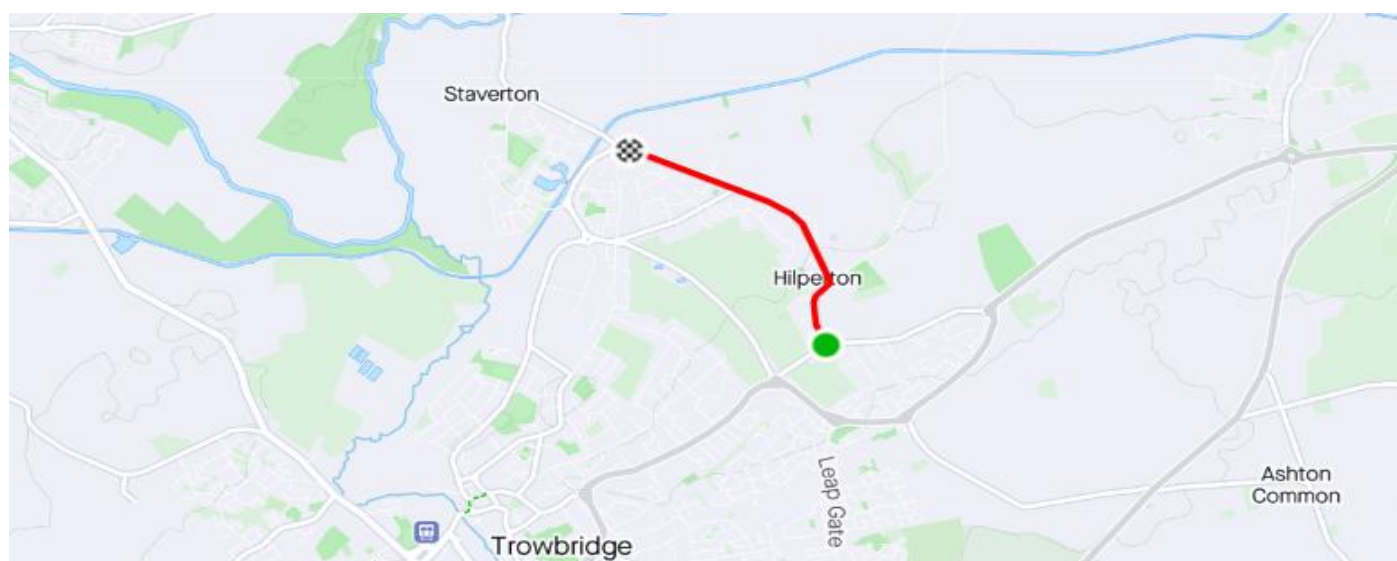 Staverton
Hilperton
Leap Gate
Ashton
Common
Trowbridge